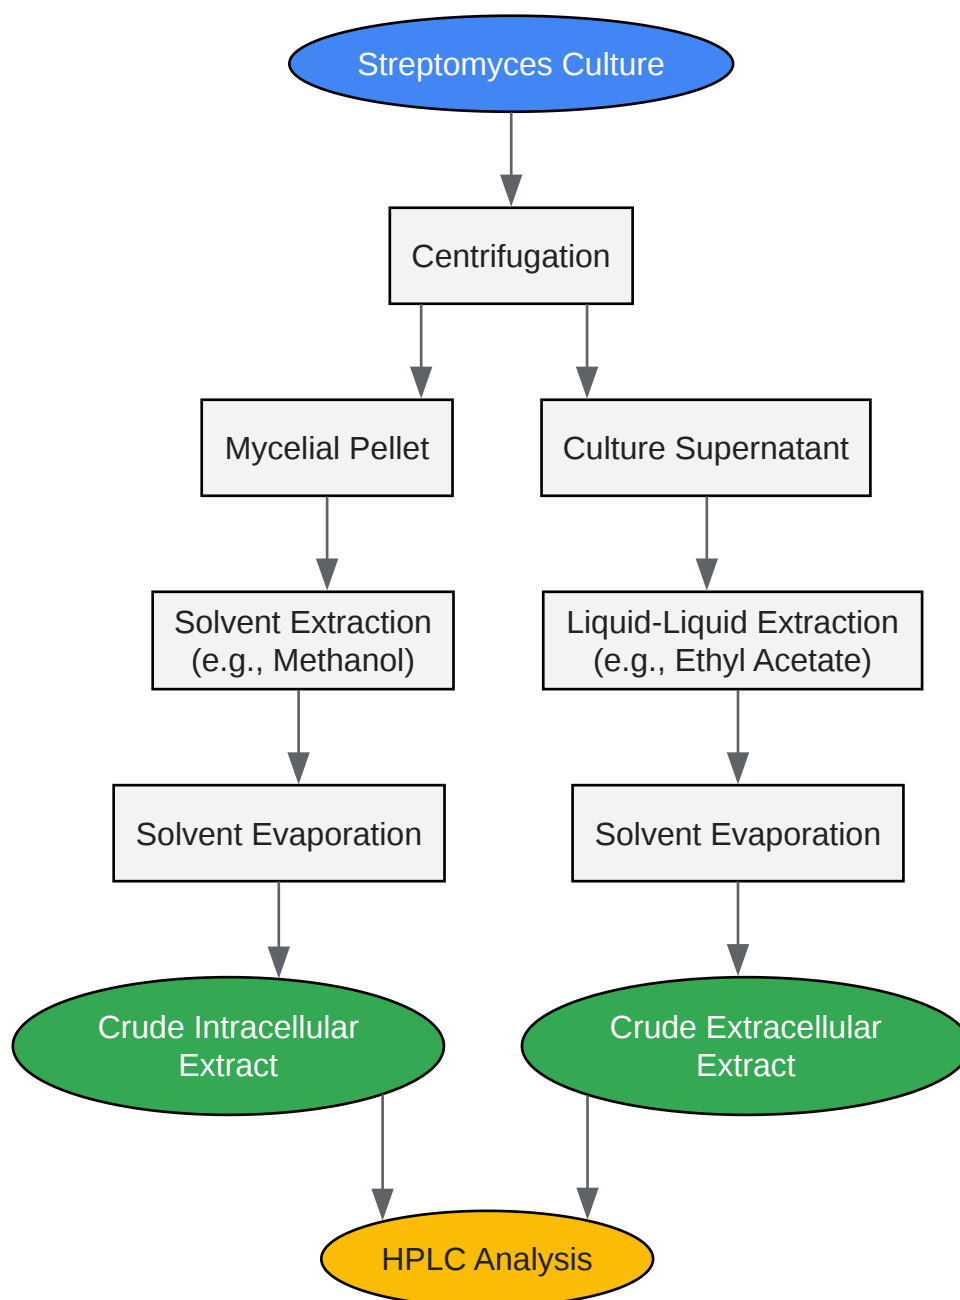 Streptomyces Culture
Centrifugation
Mycelial Pellet
Culture Supernatant
Solvent Extraction
(e.g., Methanol)
Liquid-Liquid Extraction
(e.g., Ethyl Acetate)
Solvent Evaporation
Solvent Evaporation
Crude Intracellular
Extract
Crude Extracellular
Extract
HPLC Analysis